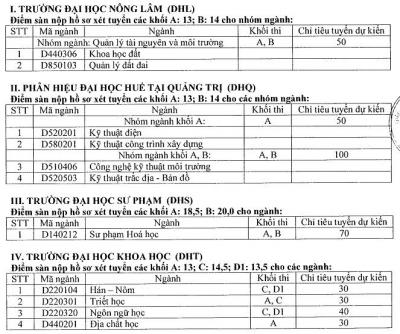 I. TRƯỜNG ĐẠI HỌC NÔNG LÂM (DHL)
Điểm sàn nộp hồ sơ xét tuyển các khối A: 13; B: 14 cho nhóm ngành:
STT Mã ngành Ngành Khối thi Chỉ tiêu tuyển dự kiến
Nhóm ngành: Quản lý tài nguyên và môi trường A, B 50
1 D440306 Khoa học đất
2 D850103 Quản lý đất đai
II. PHÂN HIỆU ĐẠI HỌC HUẾ TẠI QUẢNG TRỊ (DHQ)
Điểm sàn nộp hồ sơ xét tuyển các khối A: 13; B: 14 cho các nhóm ngành:
STT Mã ngành Ngành Khối thi Chỉ tiêu tuyển dự kiến
Nhóm ngành khối A: A 50
1 D520201 Kỹ thuật điện
2 D580201 Kỹ thuật công trình xây dựng
Nhóm ngành khối A, B: A, B 100
3 D510406 Công nghệ kỹ thuật môi trường
4 D520503 Kỹ thuật trắc địa - Bản đồ
III. TRƯỜNG ĐẠI HỌC SƯ PHẠM (DHS)
Điểm sàn nộp hồ sơ xét tuyển các khối A: 18,5; B: 20,0 cho ngành:
STT Mã ngành Ngành Khối thi Chỉ tiêu tuyển dự kiến
1 D140212 Sư phạm Hoá học A, B 70
IV. TRƯỜNG ĐẠI HỌC KHOA HỌC (DHT)
Điểm sàn nộp hồ sơ xét tuyển các khối A: 13; C: 14,5; D1: 13,5 cho các ngành:
STT Mã ngành Ngành Khối thi Chỉ tiêu tuyển dự kiến
1 D220104 Hán – Nôm C, D1 30
2 D220301 Triết học A, C 30
3 D220320 Ngôn ngữ học C, D1 40
4 D440201 Địa chất học A 30